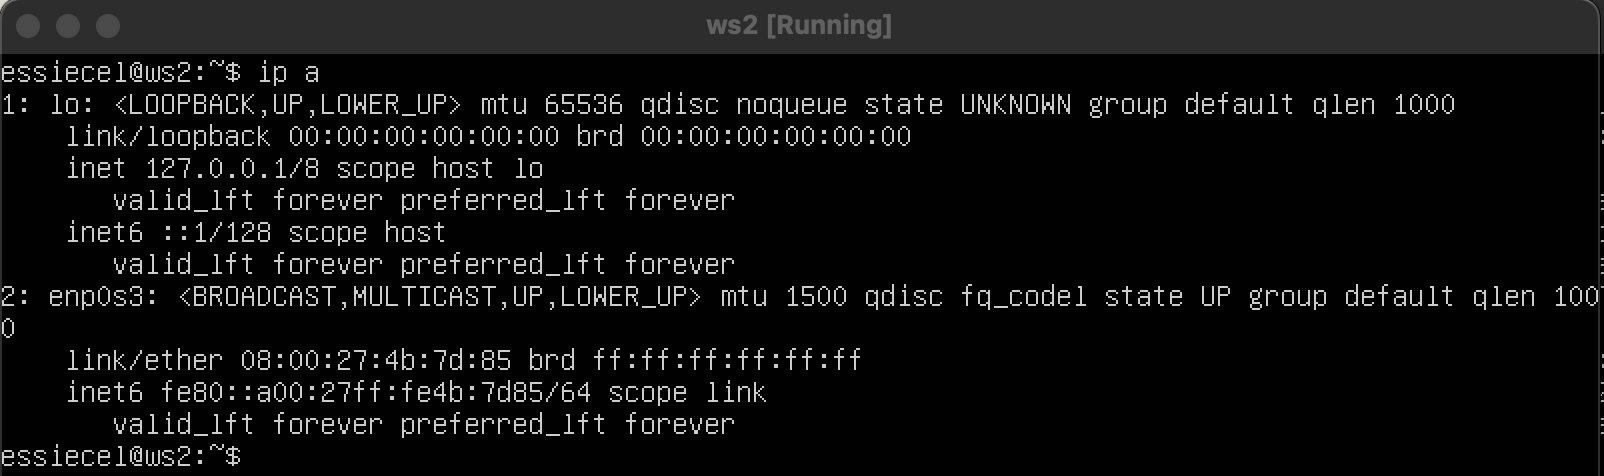 ws2 [Running]
essiecel@ws2:~$ ip a
1: lo: <LOOPBACK,UP,LOWER_UP> mtu 65536 qdisc noqueue state UNKNOWN group default qlen 1000
    link/loopback 00:00:00:00:00:00 brd 00:00:00:00:00:00
    inet 127.0.0.1/8 scope host lo
       valid_lft forever preferred_lft forever
    inet6 ::1/128 scope host
       valid_lft forever preferred_lft forever
2: enp0s3: <BROADCAST,MULTICAST,UP,LOWER_UP> mtu 1500 qdisc fq_codel state UP group default qlen 100
0
    link/ether 08:00:27:4b:7d:85 brd ff:ff:ff:ff:ff:ff
    inet6 fe80::a00:27ff:fe4b:7d85/64 scope link
       valid_lft forever preferred_lft forever
essiecel@ws2:~$